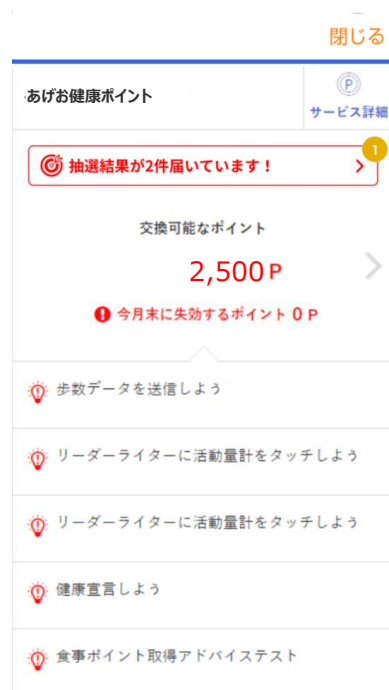 閉じる
あげお健康ポイント
P
サービス詳細
抽選結果が2件届いています！
1
交換可能なポイント
2,500 P
今月末に失効するポイント 0 P
歩数データを送信しよう
リーダーライターに活動量計をタッチしよう
リーダーライターに活動量計をタッチしよう
健康宣言しよう
食事ポイント取得アドバイステスト